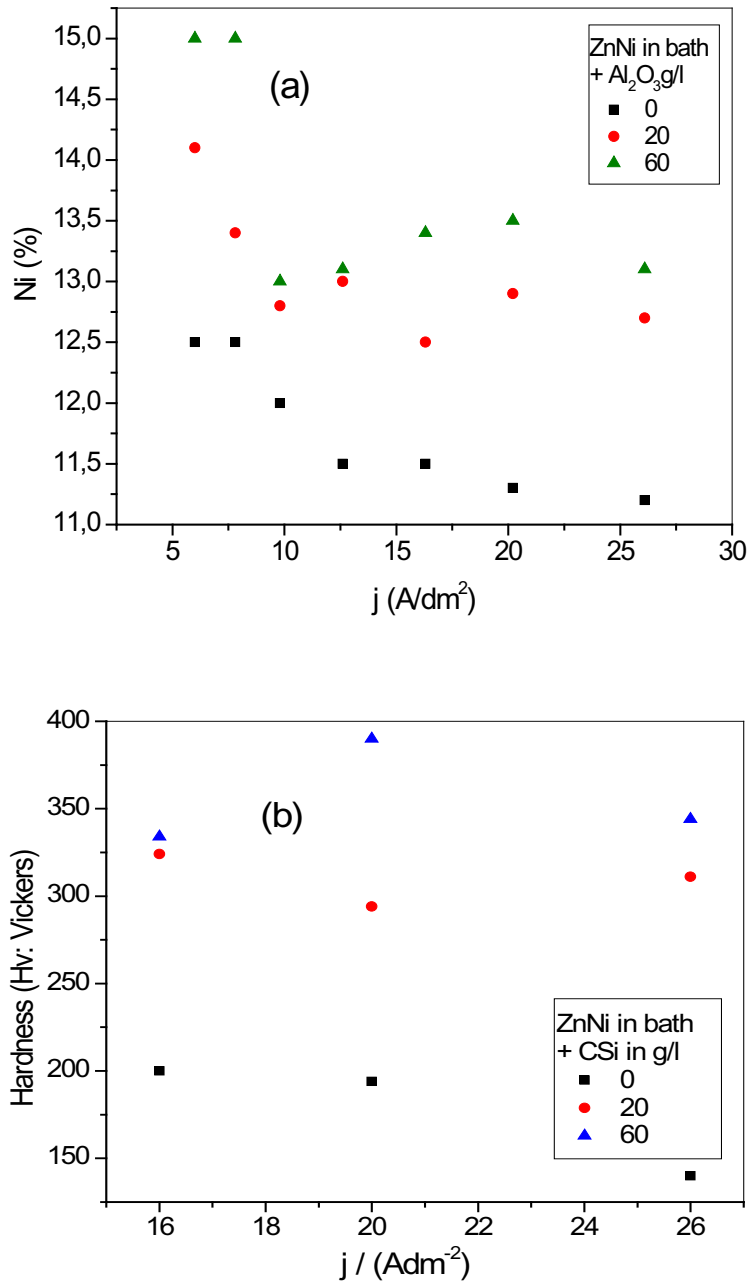 15,0
14,5
14,0
13,5
13,0
12,5
12,0
11,5
11,0
Ni (%)
(a)
ZnNi in bath
+ Al₂O₃g/l
0
20
60
5 10 15 20 25 30
j (A/dm²)
400
350
300
250
200
150
Hardness (Hv: Vickers)
(b)
ZnNi in bath
+ CSi in g/l
0
20
60
16 18 20 22 24 26
j / (Adm⁻²)